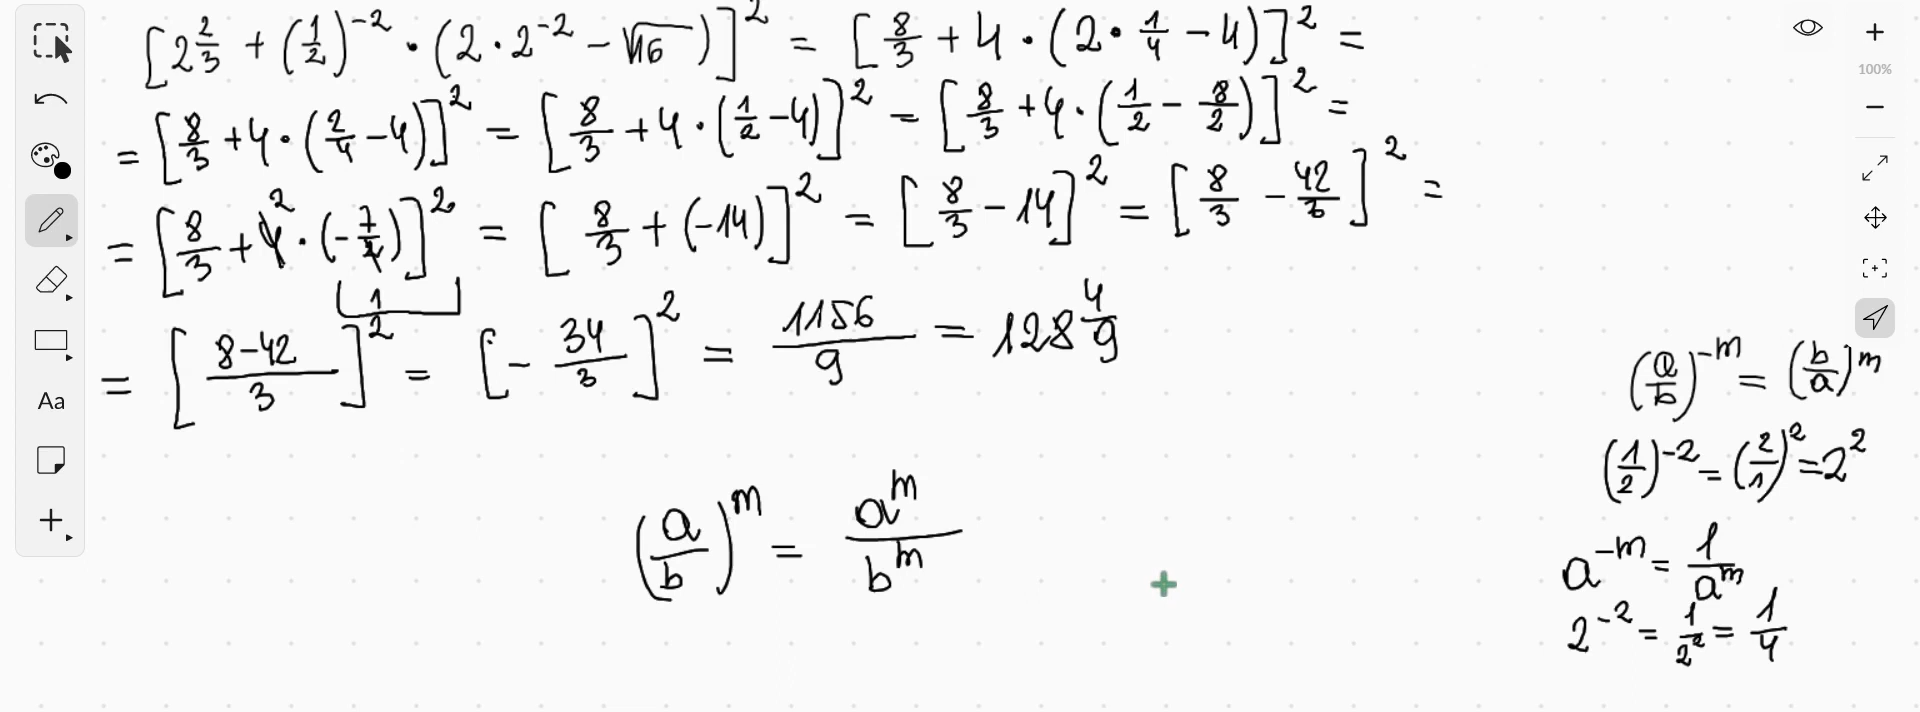 [2 2/3 + (1/2)^-2 · (2 · 2^-2 − √16)]^2 = [8/3 + 4 · (2 · 1/4 − 4)]^2 =
= [8/3 + 4 · (2/4 − 4)]^2 = [8/3 + 4 · (1/2 − 4)]^2 = [8/3 + 4 · (1/2 − 8/2)]^2 =
= [8/3 + 4 2 · (− 7/2 1)]^2 = [8/3 + (−14)]^2 = [8/3 − 14]^2 = [8/3 − 42/3]^2 =
= [(8−42)/3]^2 = [− 34/3]^2 = 1156/9 = 128 4/9
(a/b)^m = a^m/b^m
(a/b)^-m = (b/a)^m
(1/2)^-2 = (2/1)^2 = 2^2
a^-m = 1/a^m
2^-2 = 1/2^2 = 1/4
100%
Aa